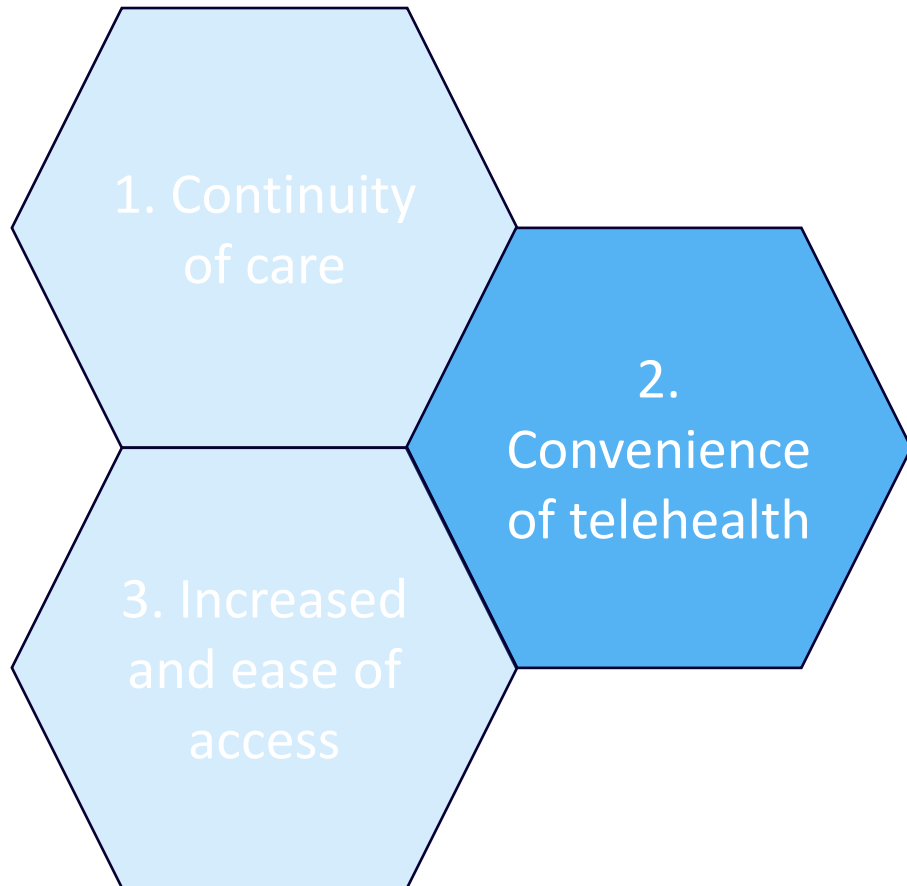 1. Continuity
of care
2.
Convenience
of telehealth
3. Increased
and ease of
access